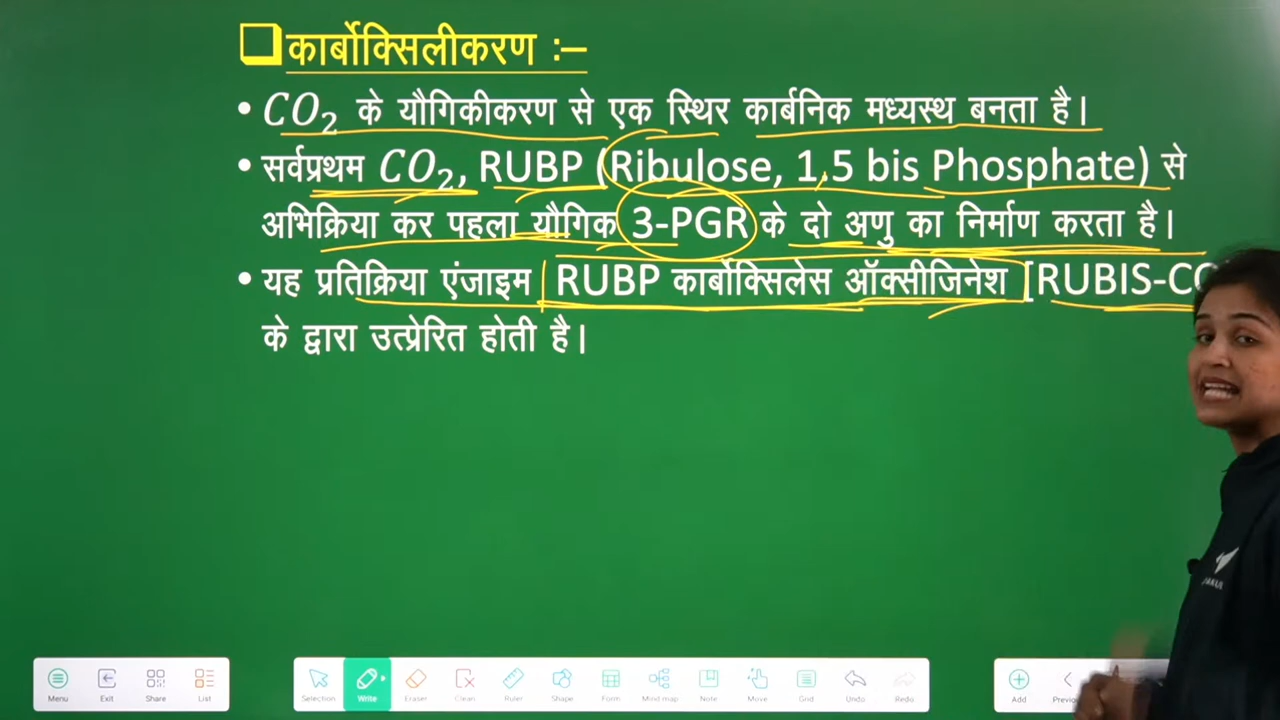 कार्बोक्सिलीकरण :–
• CO₂ के यौगिकीकरण से एक स्थिर कार्बनिक मध्यस्थ बनता है।
• सर्वप्रथम CO₂, RUBP (Ribulose, 1,5 bis Phosphate) से
अभिक्रिया कर पहला यौगिक 3-PGR के दो अणु का निर्माण करता है।
• यह प्रतिक्रिया एंजाइम RUBP कार्बोक्सिलेस ऑक्सीजिनेश [RUBIS-CO
के द्वारा उत्प्रेरित होती है।
Menu Exit Share List Selection Write Eraser Clean Ruler Shape Form Mind map Note Move Grid Undo Redo Add